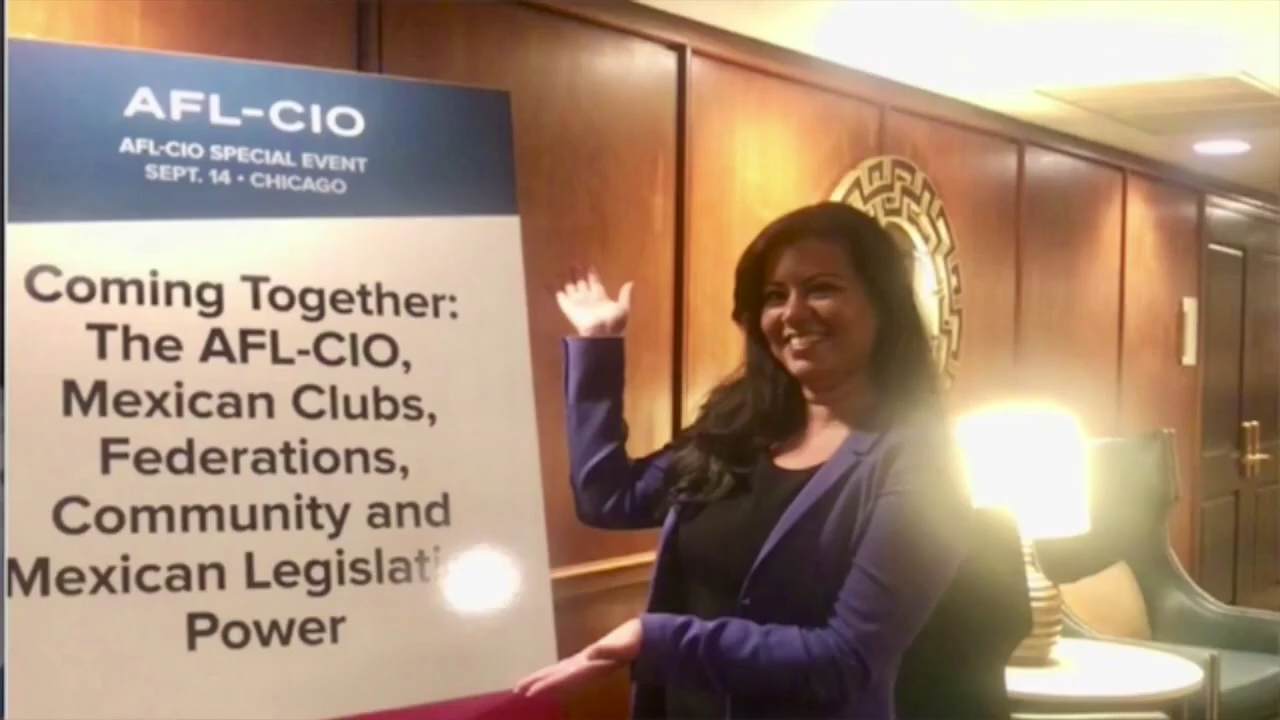 AFL-CIO
AFL-CIO SPECIAL EVENT
SEPT. 14 • CHICAGO
Coming Together:
The AFL-CIO,
Mexican Clubs,
Federations,
Community and
Mexican
Power